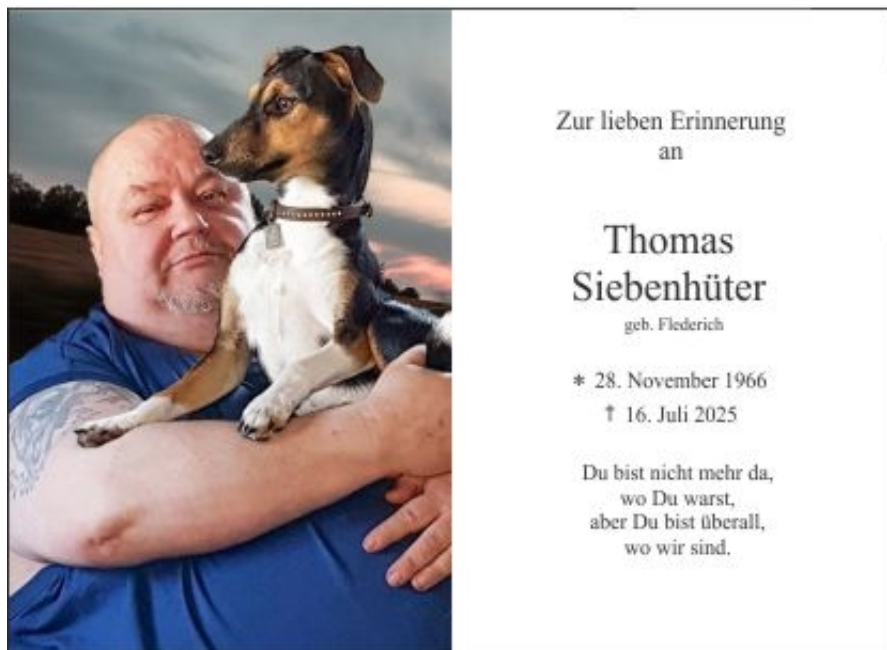 Zur lieben Erinnerung
an
Thomas
Siebenhüter
geb. Flederich
* 28. November 1966
† 16. Juli 2025
Du bist nicht mehr da,
wo Du warst,
aber Du bist überall,
wo wir sind.